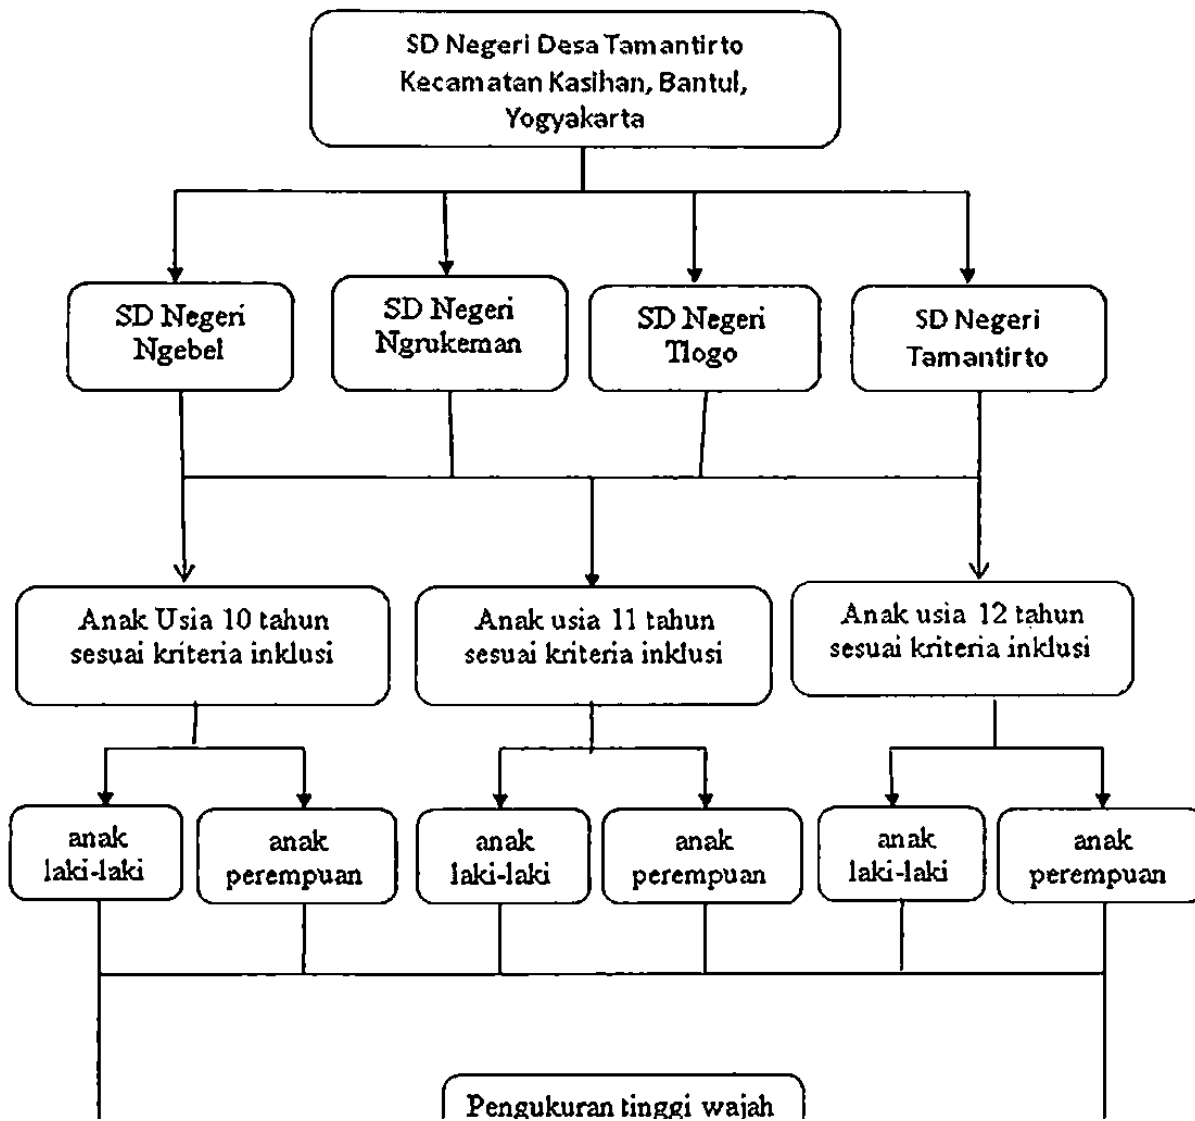 SD Negeri Desa Tamantirto
Kecamatan Kasihan, Bantul,
Yogyakarta
SD Negeri
Ngebel
SD Negeri
Ngrukeman
SD Negeri
Tlogo
SD Negeri
Tamantirto
Anak Usia 10 tahun
sesuai kriteria inklusi
Anak usia 11 tahun
sesuai kriteria inklusi
Anak usia 12 tahun
sesuai kriteria inklusi
anak
laki-laki
anak
perempuan
anak
laki-laki
anak
perempuan
anak
laki-laki
anak
perempuan
Pengukuran tinggi wajah